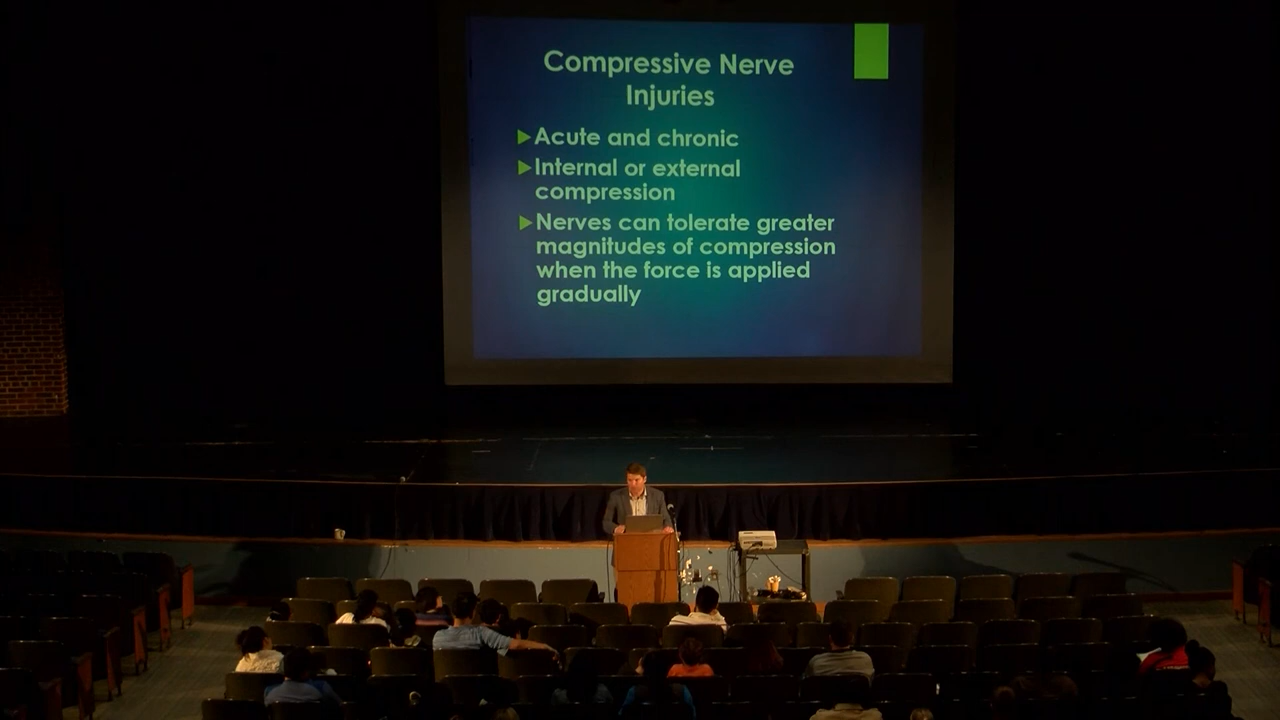 Compressive Nerve
Injuries
Acute and chronic
Internal or external
compression
Nerves can tolerate greater
magnitudes of compression
when the force is applied
gradually